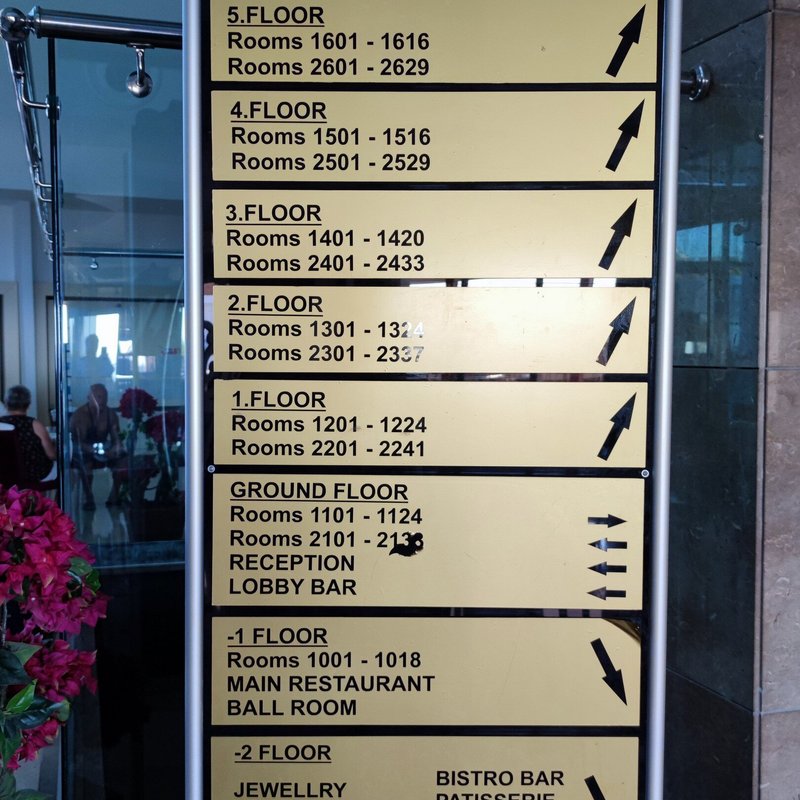 5.FLOOR
Rooms 1601 - 1616
Rooms 2601 - 2629
4.FLOOR
Rooms 1501 - 1516
Rooms 2501 - 2529
3.FLOOR
Rooms 1401 - 1420
Rooms 2401 - 2433
2.FLOOR
Rooms 1301 - 1324
Rooms 2301 - 2337
1.FLOOR
Rooms 1201 - 1224
Rooms 2201 - 2241
GROUND FLOOR
Rooms 1101 - 1124
Rooms 2101 - 2138
RECEPTION
LOBBY BAR
-1 FLOOR
Rooms 1001 - 1018
MAIN RESTAURANT
BALL ROOM
-2 FLOOR
JEWELLRY
BISTRO BAR
PATISSERIE